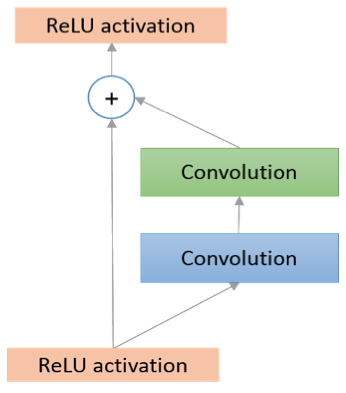 ReLU activation
+
Convolution
Convolution
ReLU activation